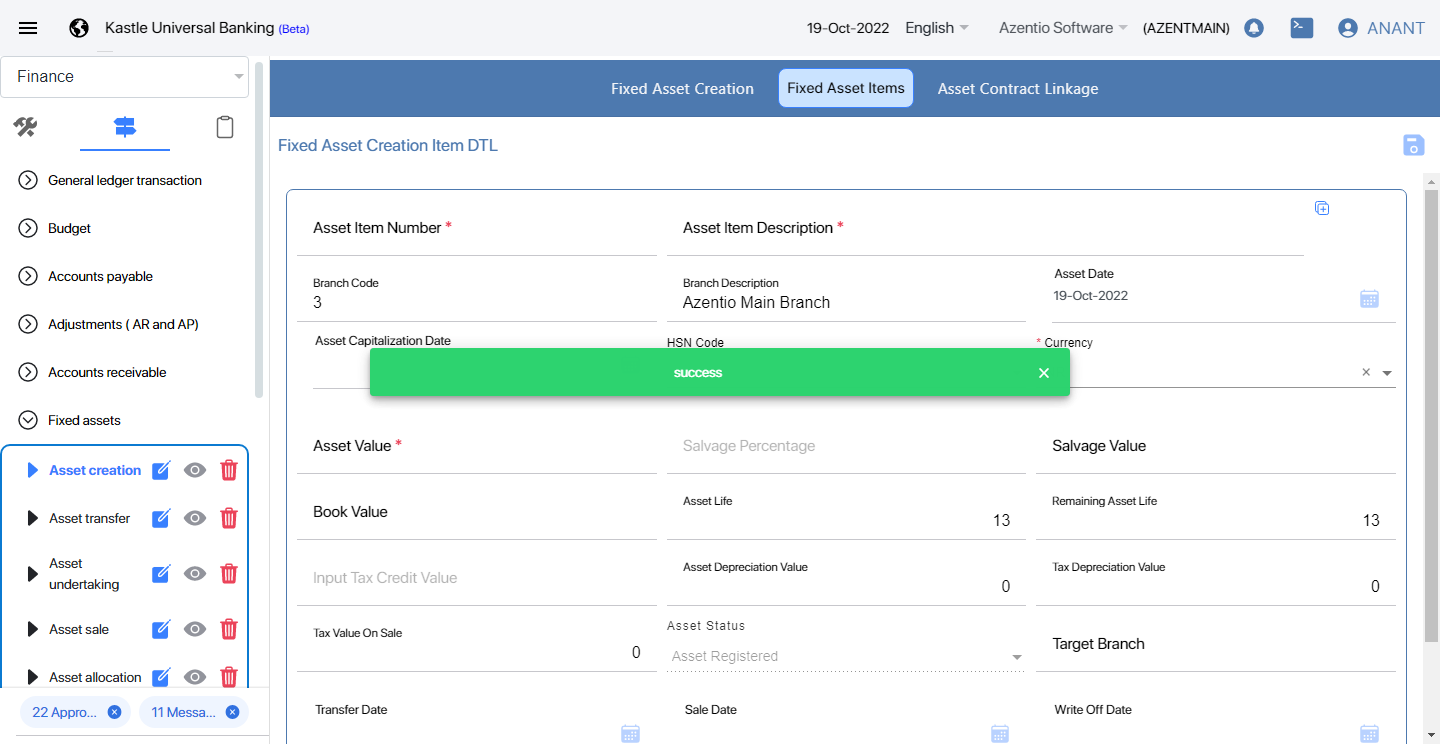 Kastle Universal Banking (Beta)
19-Oct-2022 English Azentio Software (AZENTMAIN) ANANT
Finance
General ledger transaction
Budget
Accounts payable
Adjustments ( AR and AP)
Accounts receivable
Fixed assets
Asset creation
Asset transfer
Asset
undertaking
Asset sale
Asset allocation
22 Appro... 11 Messa...
Fixed Asset Creation Fixed Asset Items Asset Contract Linkage
Fixed Asset Creation Item DTL
Asset Item Number * Asset Item Description *
Branch Code Branch Description Asset Date
3 Azentio Main Branch 19-Oct-2022
Asset Capitalization Date HSN Code * Currency
success
Asset Value * Salvage Percentage Salvage Value
Book Value Asset Life Remaining Asset Life
13 13
Input Tax Credit Value Asset Depreciation Value Tax Depreciation Value
0 0
Tax Value On Sale Asset Status Target Branch
0 Asset Registered
Transfer Date Sale Date Write Off Date